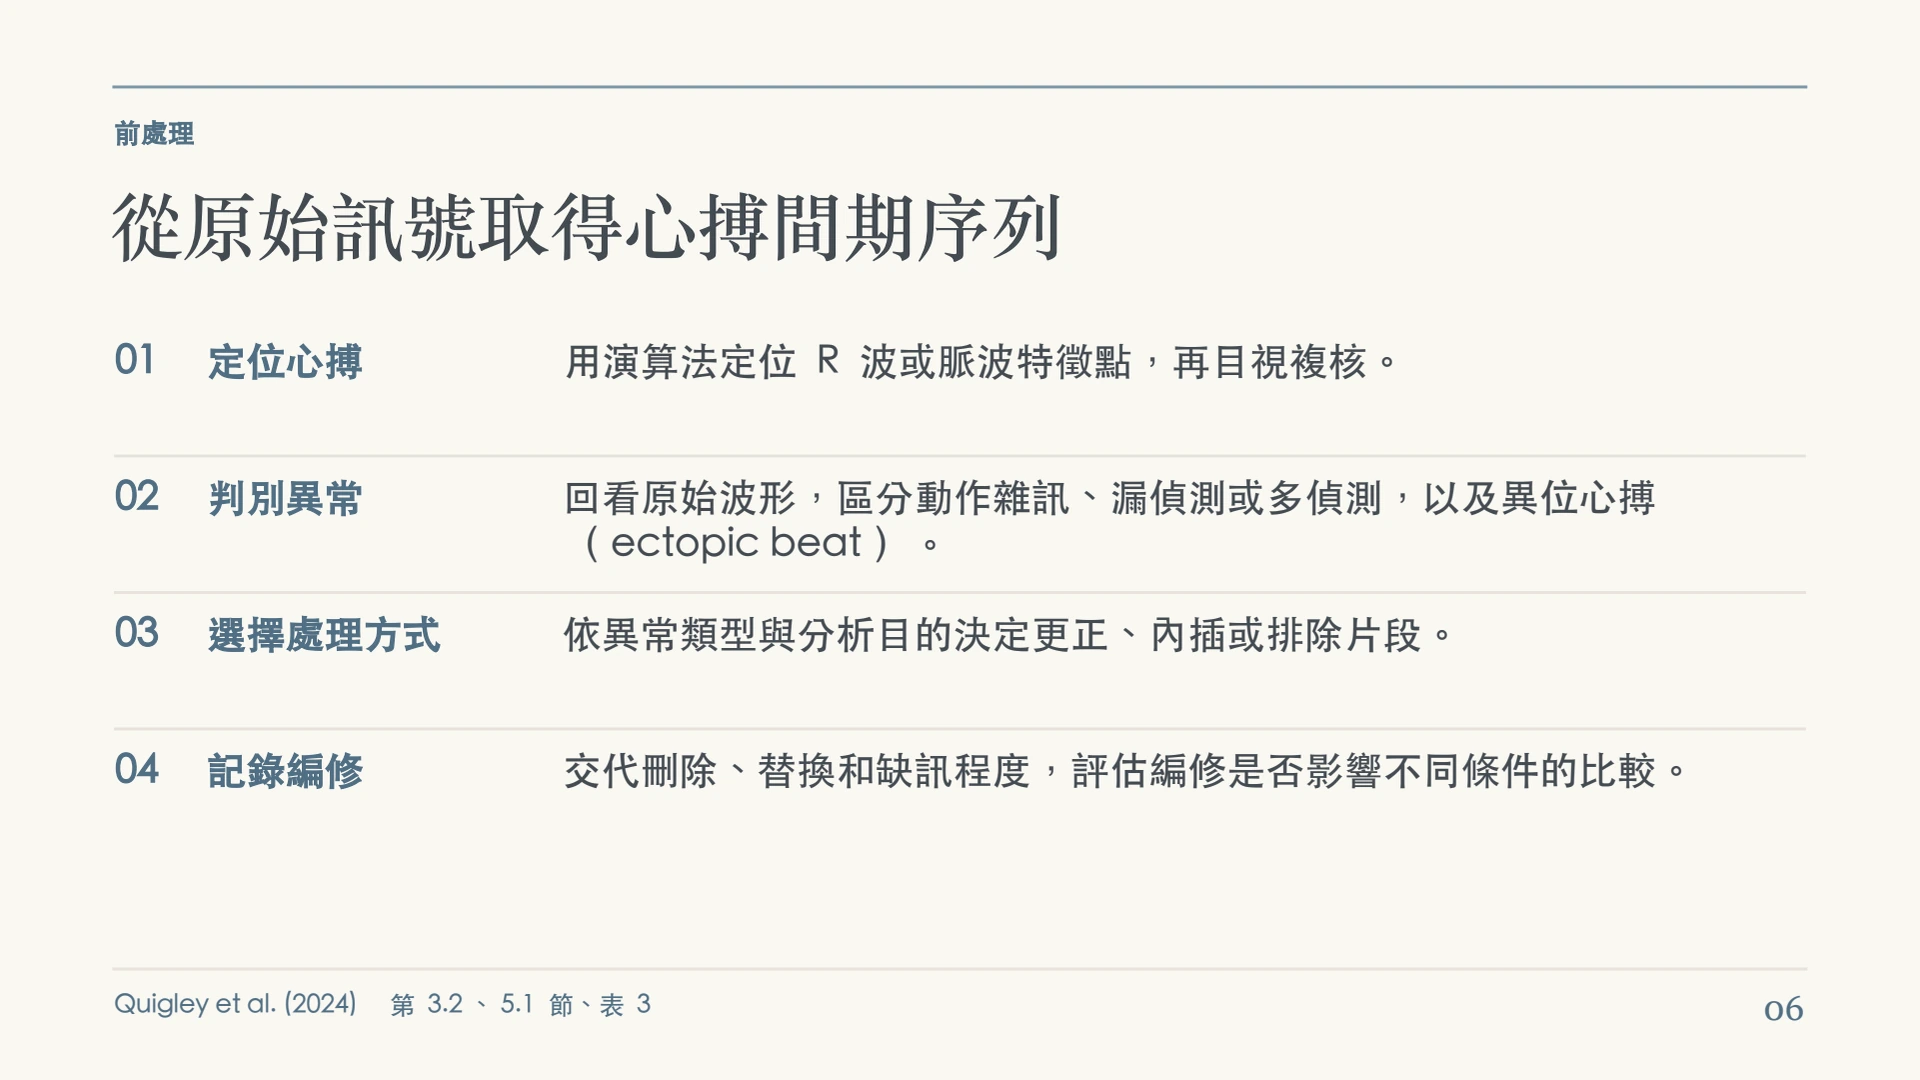 前處理
從原始訊號取得心搏間期序列
01 定位心搏 用演算法定位 R 波或脈波特徵點，再目視複核。
02 判別異常 回看原始波形，區分動作雜訊、漏偵測或多偵測，以及異位心搏
（ectopic beat）。
03 選擇處理方式 依異常類型與分析目的決定更正、內插或排除片段。
04 記錄編修 交代刪除、替換和缺訊程度，評估編修是否影響不同條件的比較。
Quigley et al. (2024) 第 3.2、5.1 節、表 3
06